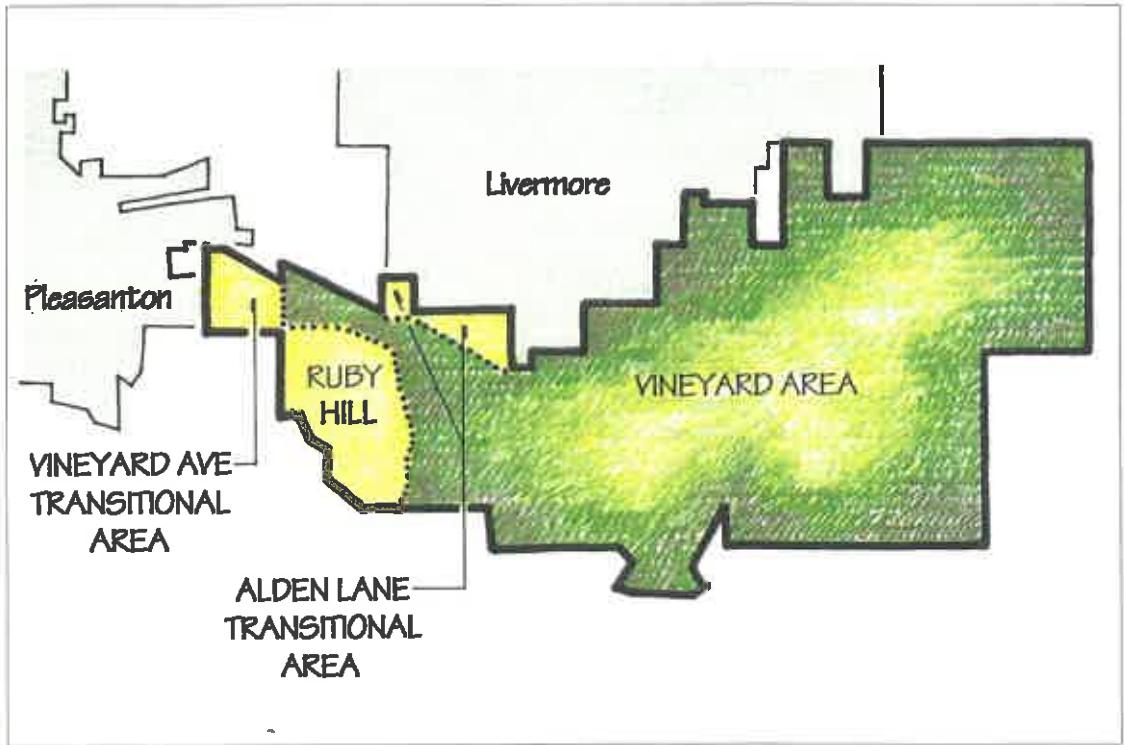 Livermore
Pleasanton
RUBY
HILL
VINEYARD AREA
VINEYARD AVE
TRANSITIONAL
AREA
ALDEN LANE
TRANSITIONAL
AREA